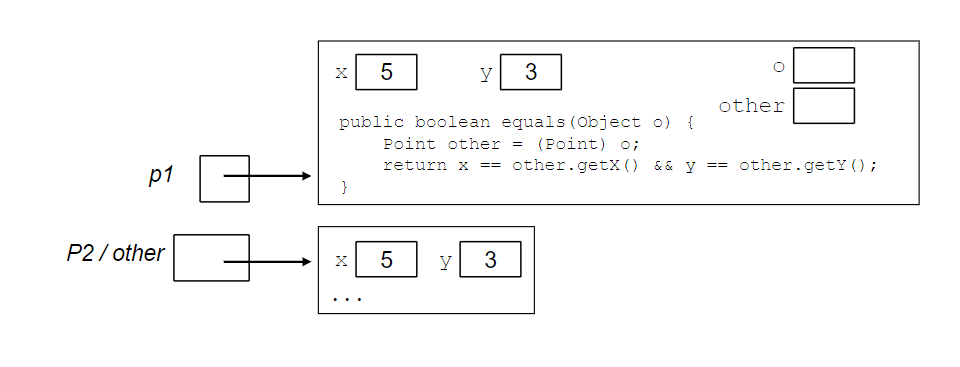 x 5 y 3 o
other
public boolean equals(Object o) {
Point other = (Point) o;
return x == other.getX() && y == other.getY();
}
p1
P2 / other
x 5 y 3
...